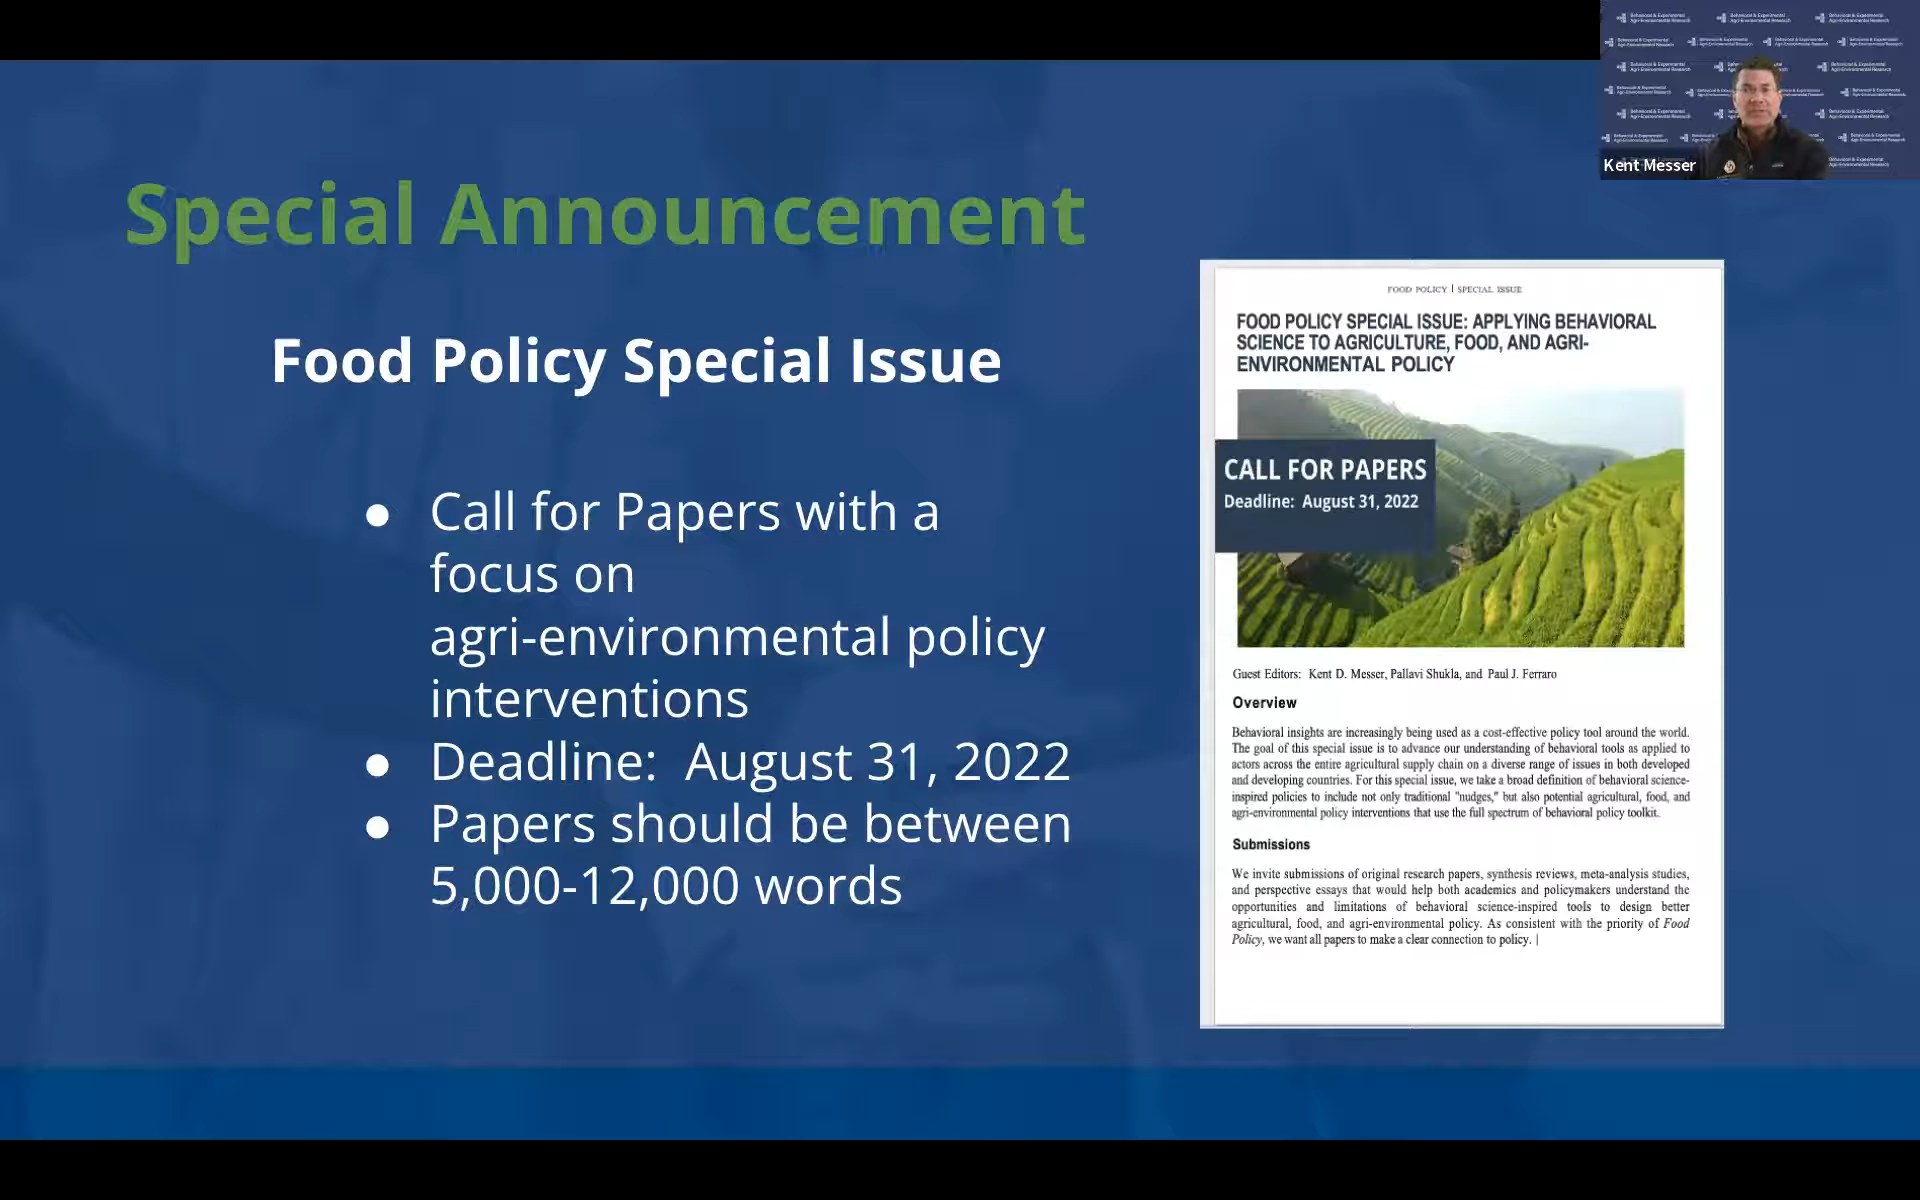 Special Announcement
Food Policy Special Issue
● Call for Papers with a
focus on
agri-environmental policy
interventions
● Deadline:  August 31, 2022
● Papers should be between
5,000-12,000 words
FOOD POLICY | SPECIAL ISSUE
FOOD POLICY SPECIAL ISSUE: APPLYING BEHAVIORAL
SCIENCE TO AGRICULTURE, FOOD, AND AGRI-
ENVIRONMENTAL POLICY
CALL FOR PAPERS
Deadline:  August 31, 2022
Guest Editors:  Kent D. Messer, Pallavi Shukla, and Paul J. Ferraro
Overview
Behavioral insights are increasingly being used as a cost-effective policy tool around the world.
The goal of this special issue is to advance our understanding of behavioral tools as applied to
actors across the entire agricultural supply chain on a diverse range of issues in both developed
and developing countries. For this special issue, we take a broad definition of behavioral science-
inspired policies to include not only traditional "nudges," but also potential agricultural, food, and
agri-environmental policy interventions that use the full spectrum of behavioral policy toolkit.
Submissions
We invite submissions of original research papers, synthesis reviews, meta-analysis studies,
and perspective essays that would help both academics and policymakers understand the
opportunities and limitations of behavioral science-inspired tools to design better
agricultural, food, and agri-environmental policy. As consistent with the priority of Food
Policy, we want all papers to make a clear connection to policy.
Behavioral & Experimental
Agri-Environmental Research
Kent Messer